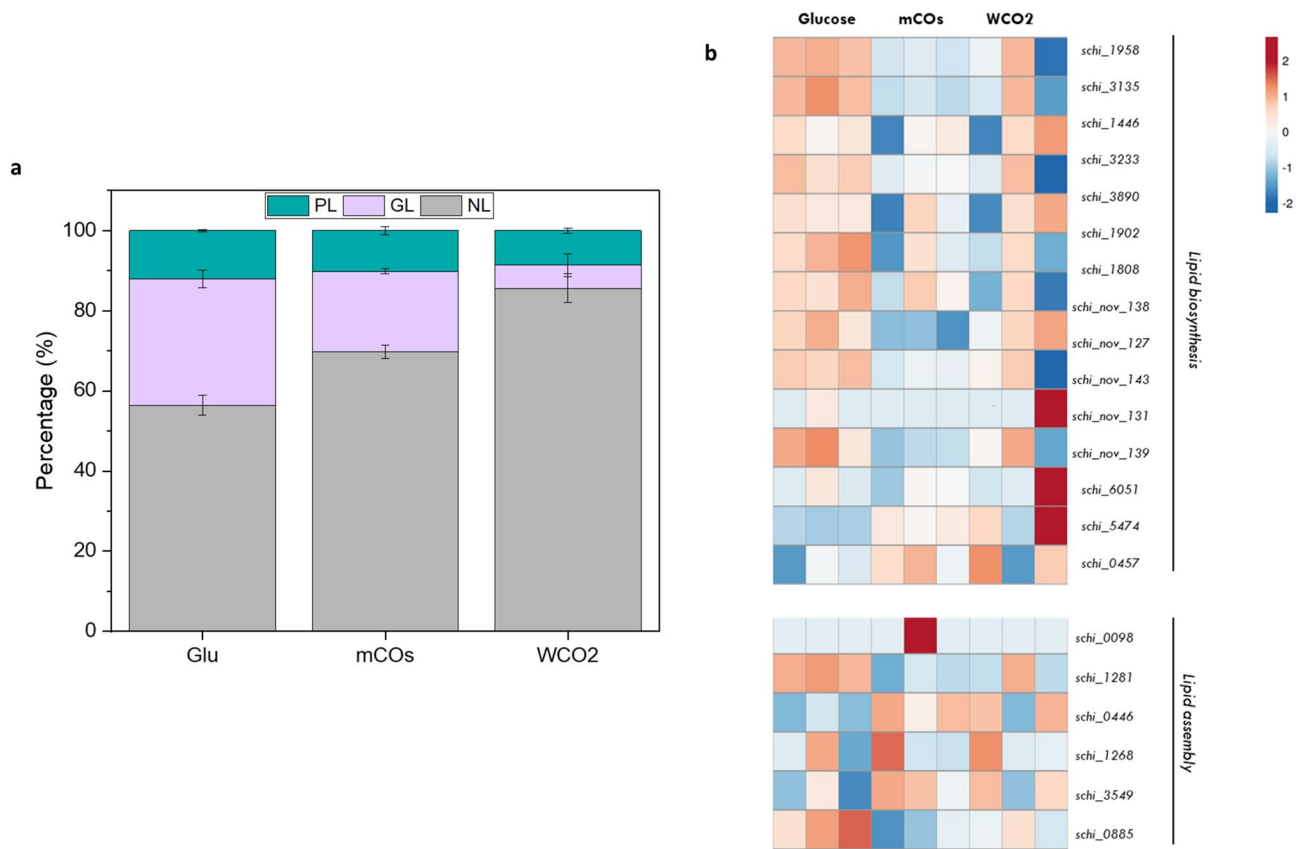 a
PL GL NL
Percentage (%)
100
80
60
40
20
0
Glu mCOs WCO2
b
Glucose mCOs WCO2
schi_1958
schi_3135
schi_1446
schi_3233
schi_3890
schi_1902
schi_1808
schi_nov_138
schi_nov_127
schi_nov_143
schi_nov_131
schi_nov_139
schi_6051
schi_5474
schi_0457
Lipid biosynthesis
2
1
0
-1
-2
schi_0098
schi_1281
schi_0446
schi_1268
schi_3549
schi_0885
Lipid assembly